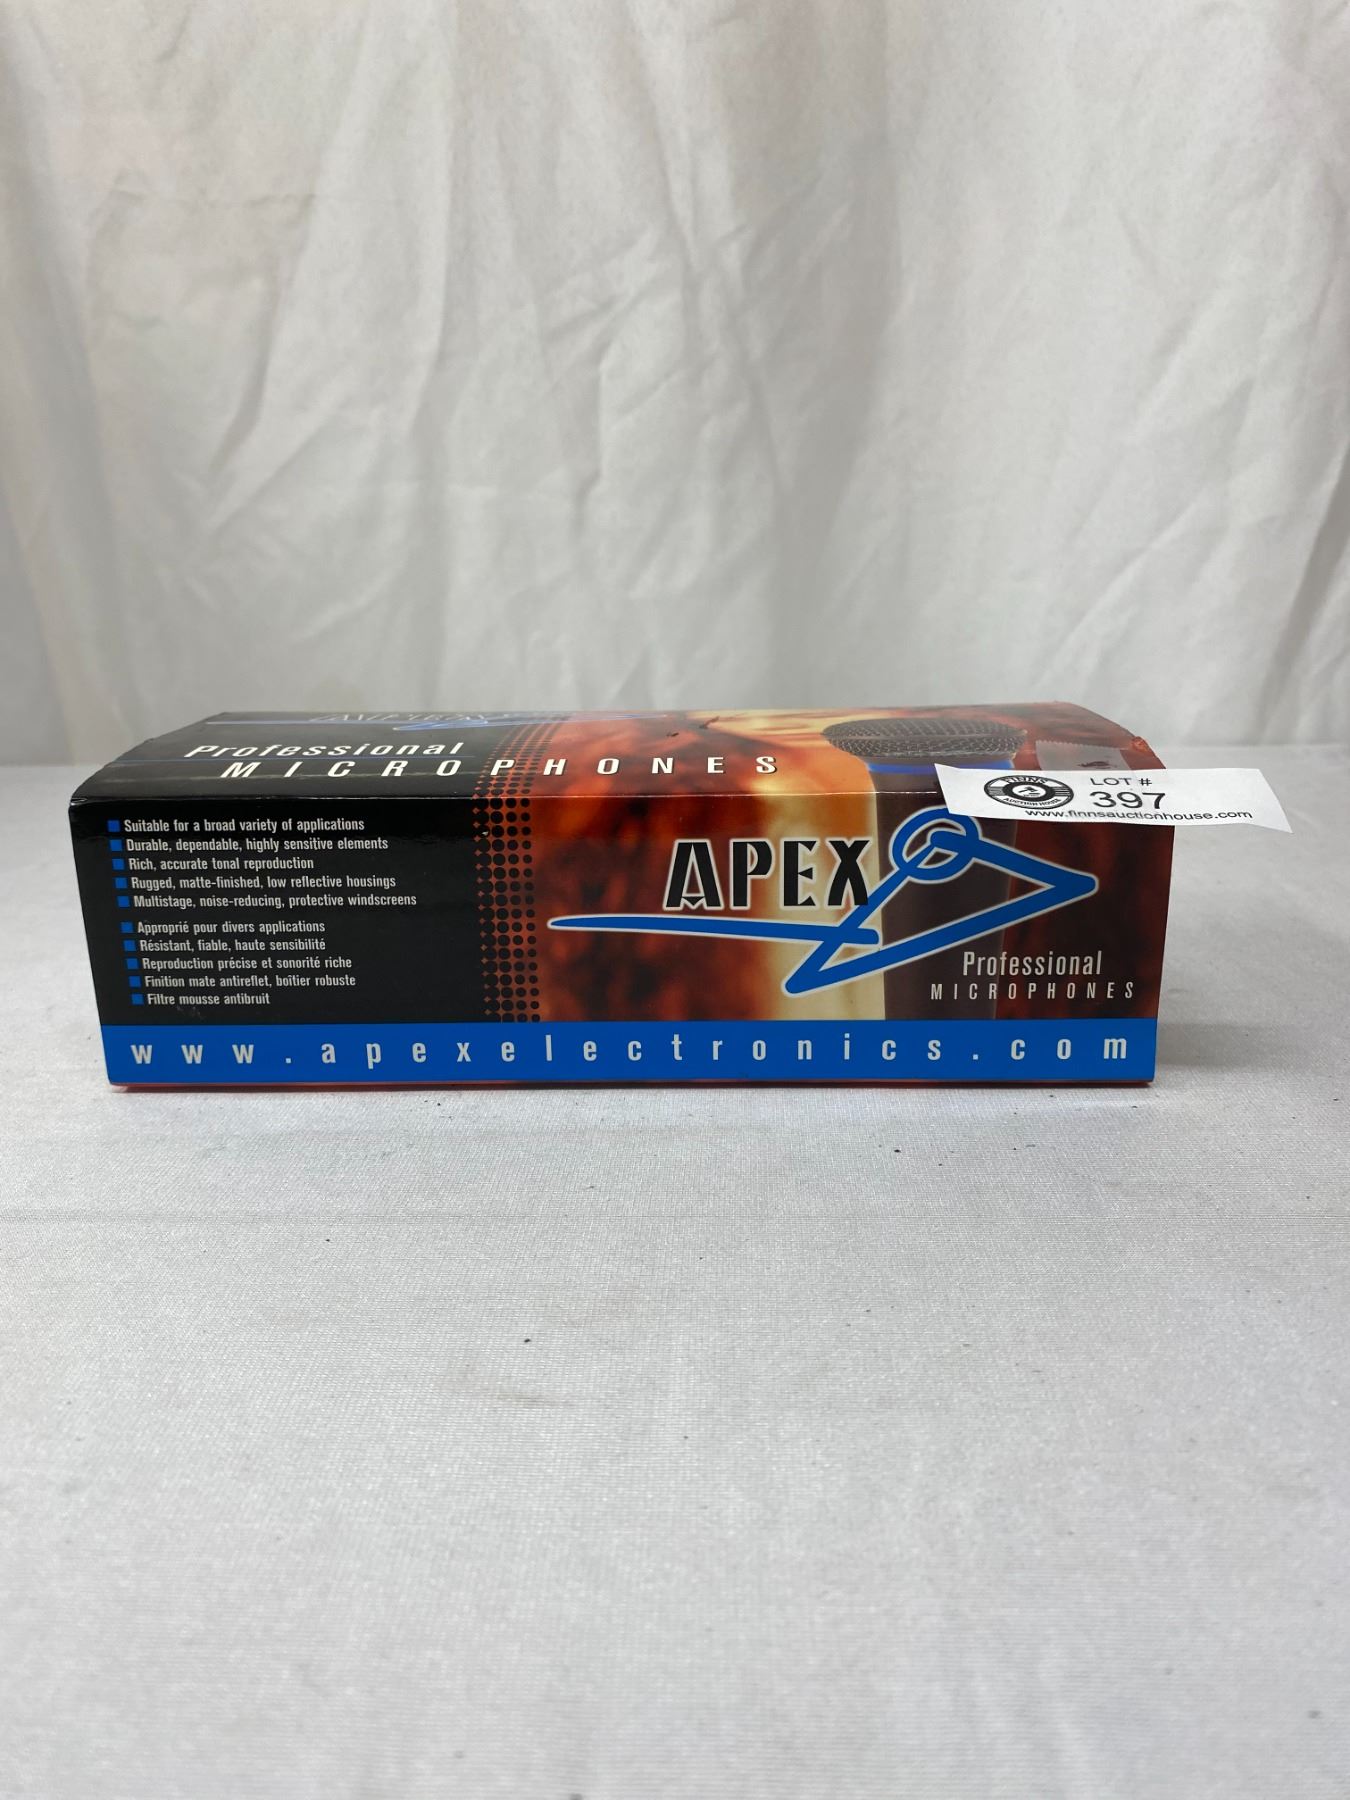 Professional
MICROPHONES
FINNS
AUCTION HOUSE
LOT #
397
www.finnsauctionhouse.com
Suitable for a broad variety of applications
Durable, dependable, highly sensitive elements
Rich, accurate tonal reproduction
Rugged, matte-finished, low reflective housings
Multistage, noise-reducing, protective windscreens
Approprié pour divers applications
Résistant, fiable, haute sensibilité
Reproduction précise et sonorité riche
Finition mate antireflet, boîtier robuste
Filtre mousse antibruit
APEX
Professional
MICROPHONES
www.apexelectronics.com